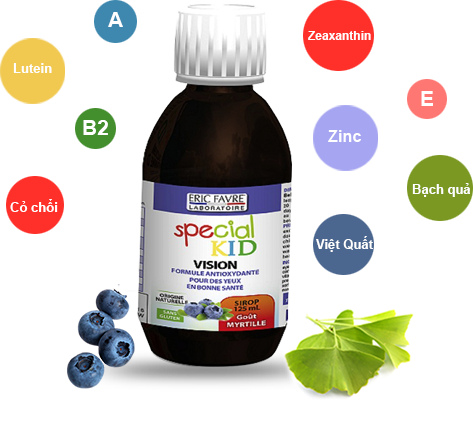 A
Zeaxanthin
Lutein
E
B2
Zinc
Bạch quả
Cỏ chổi
Việt Quất
ERIC FAVRE
LABORATOIRE
special
KID
VISION
FORMULE ANTIOXYDANTE
POUR DES YEUX
EN BONNE SANTÉ
ORIGINE
NATURELLE
SANS
GLUTEN
SIROP
125 mL
Goût
MYRTILLE